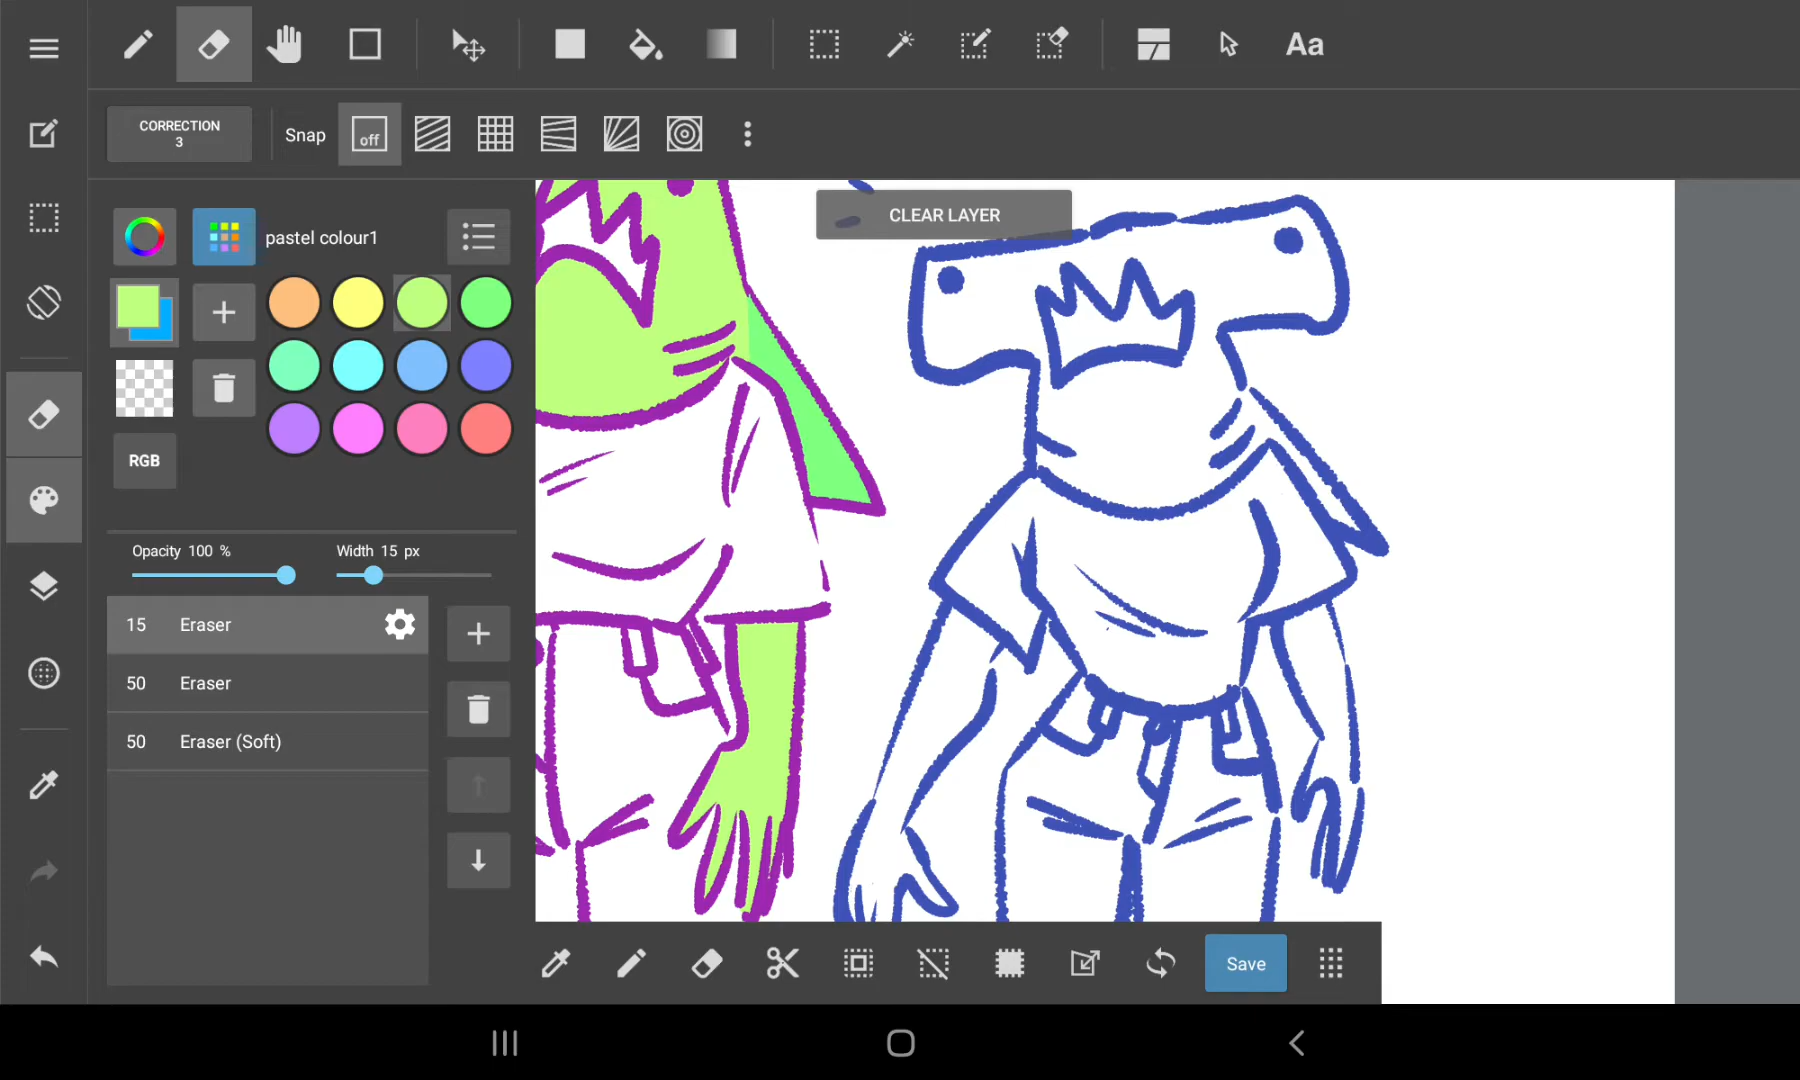 Aa
CORRECTION
3
Snap
off
CLEAR LAYER
pastel colour1
RGB
Opacity 100 %
Width 15 px
15 Eraser
50 Eraser
50 Eraser (Soft)
Save